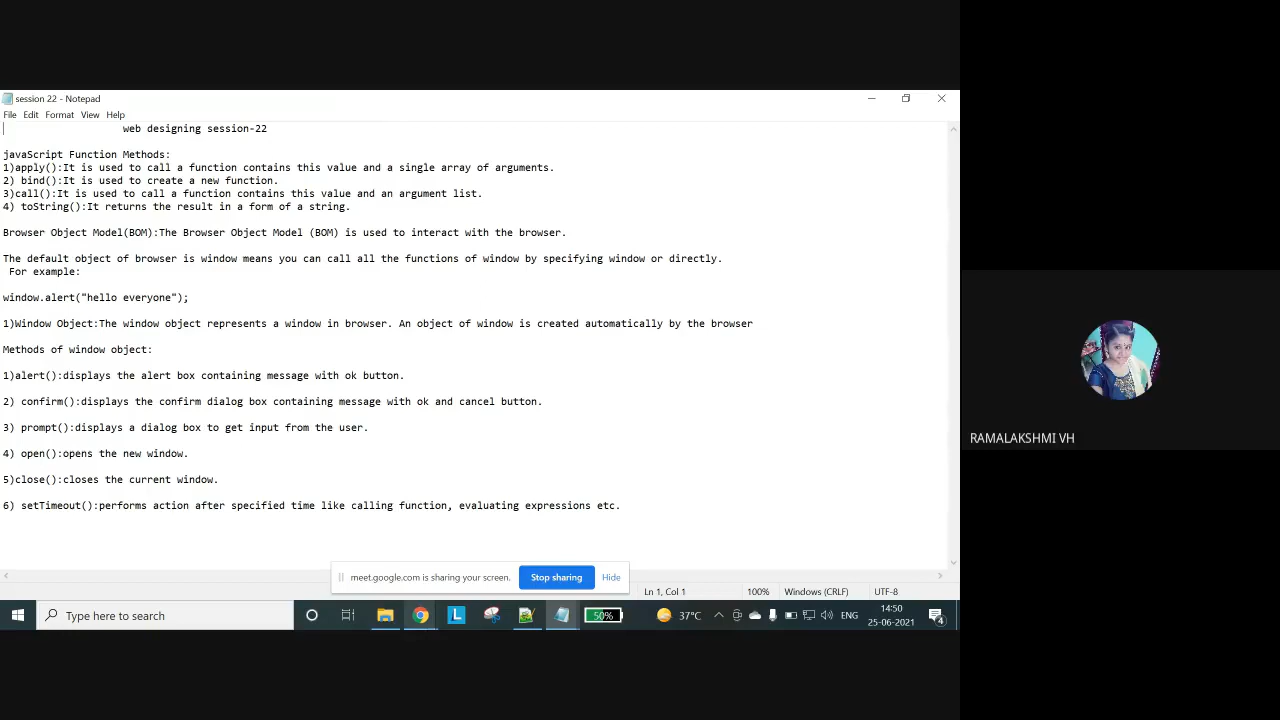 session 22 - Notepad
File Edit Format View Help
web designing session-22
javaScript Function Methods:
1)apply():It is used to call a function contains this value and a single array of arguments.
2) bind():It is used to create a new function.
3)call():It is used to call a function contains this value and an argument list.
4) toString():It returns the result in a form of a string.
Browser Object Model(BOM):The Browser Object Model (BOM) is used to interact with the browser.
The default object of browser is window means you can call all the functions of window by specifying window or directly.
For example:
window.alert("hello everyone");
1)Window Object:The window object represents a window in browser. An object of window is created automatically by the browser
Methods of window object:
1)alert():displays the alert box containing message with ok button.
2) confirm():displays the confirm dialog box containing message with ok and cancel button.
3) prompt():displays a dialog box to get input from the user.
4) open():opens the new window.
5)close():closes the current window.
6) setTimeout():performs action after specified time like calling function, evaluating expressions etc.
meet.google.com is sharing your screen. Stop sharing Hide
Ln 1, Col 1 100% Windows (CRLF) UTF-8
Type here to search L 50% 37°C ENG 14:50
25-06-2021 4
RAMALAKSHMI VH